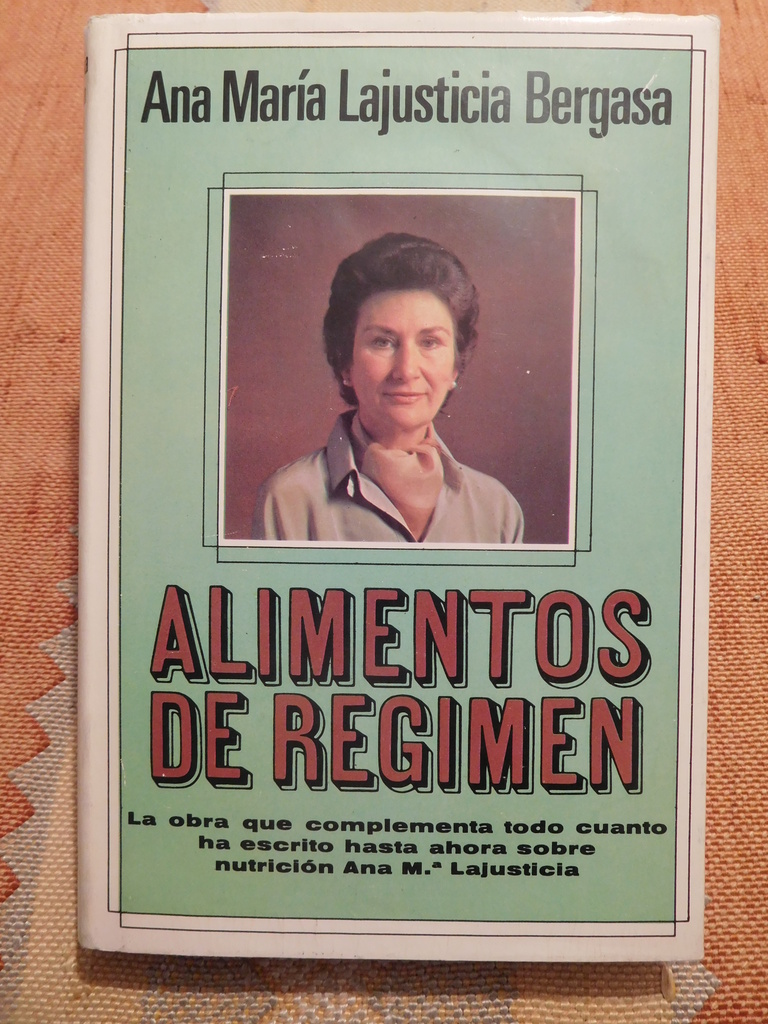 Ana María Lajusticia Bergasa
ALIMENTOS
DE REGIMEN
La obra que complementa todo cuanto
ha escrito hasta ahora sobre
nutrición Ana M.ª Lajusticia